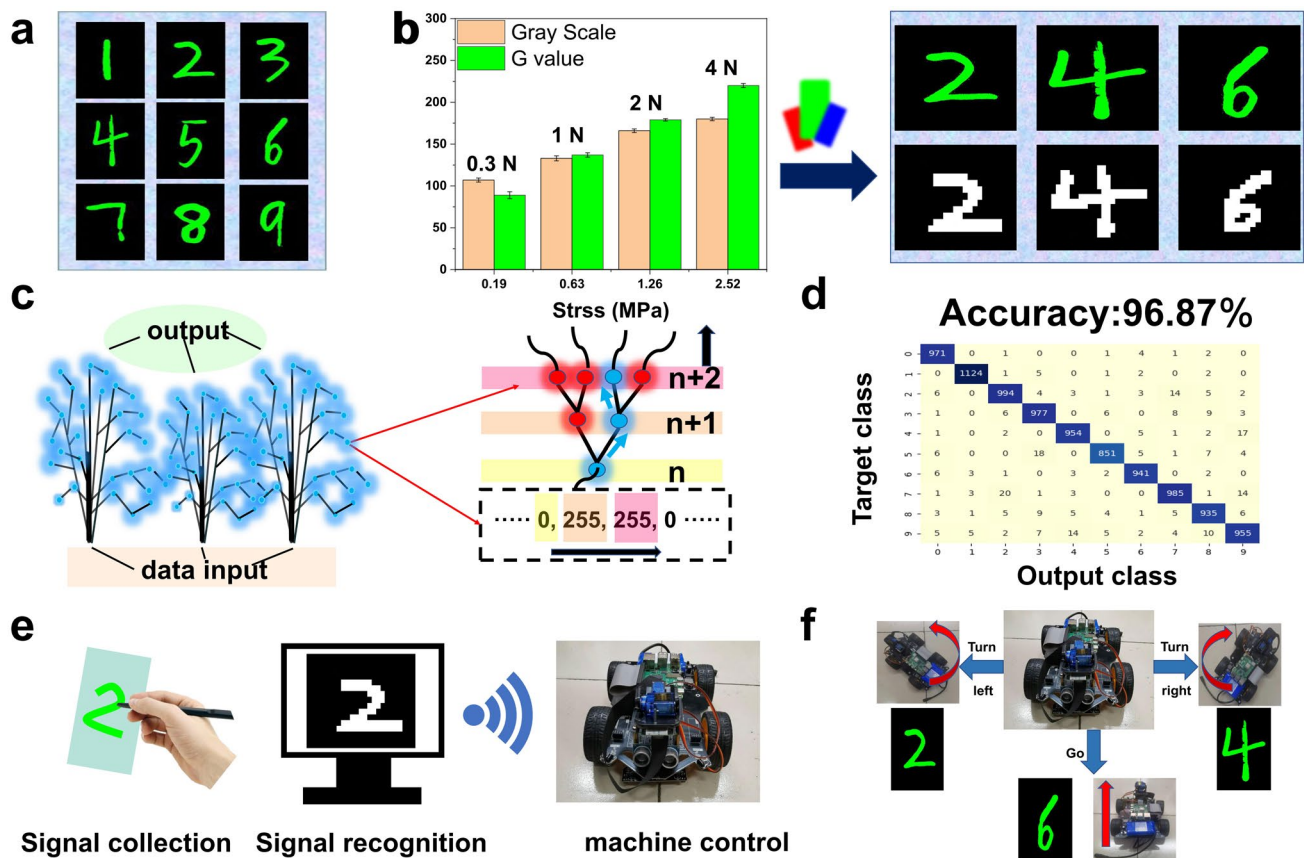 a
1 2 3
4 5 6
7 8 9
b
300
250
200
150
100
50
0
Gray Scale
G value
0.3 N
1 N
2 N
4 N
0.19 0.63 1.26 2.52
Strss (MPa)
2 4 6
2 4 6
c
output
data input
n+2
n+1
n
...... 0, 255, 255, 0 ......
d
Accuracy:96.87%
Target class
0 971 0 1 0 0 1 4 1 2 0
1 0 1124 1 5 0 1 2 0 2 0
2 6 0 994 4 3 1 3 14 5 2
3 1 0 6 977 0 6 0 8 9 3
4 1 0 2 0 954 0 5 1 2 17
5 6 0 0 18 0 851 5 1 7 4
6 6 3 1 0 3 2 941 0 2 0
7 1 3 20 1 3 0 0 985 1 14
8 3 1 5 9 5 4 1 5 935 6
9 5 5 2 7 14 5 2 4 10 955
0 1 2 3 4 5 6 7 8 9
Output class
e
2
2
Signal collection
Signal recognition
machine control
f
Turn
left
Turn
right
2
4
Go
6